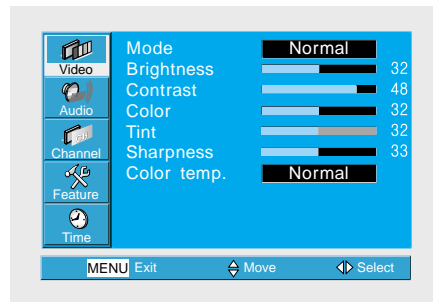 Video
Audio
Channel
Feature
Time
Mode Normal
Brightness 32
Contrast 48
Color 32
Tint 32
Sharpness 33
Color temp. Normal
MENU Exit Move Select